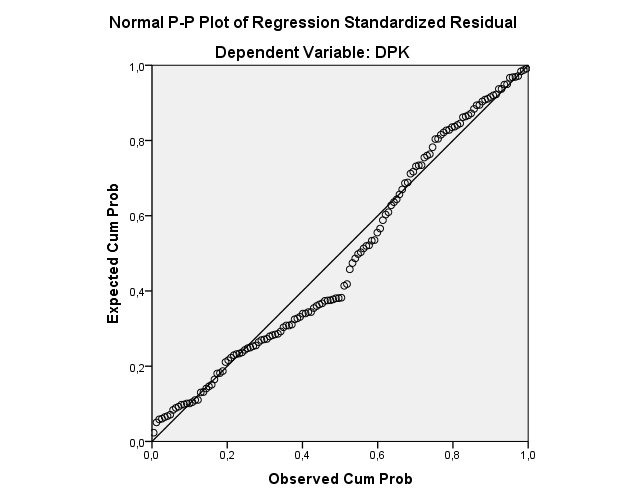 Normal P-P Plot of Regression Standardized Residual
Dependent Variable: DPK
Expected Cum Prob
1,0
0,8
0,6
0,4
0,2
0,0
0,0 0,2 0,4 0,6 0,8 1,0
Observed Cum Prob